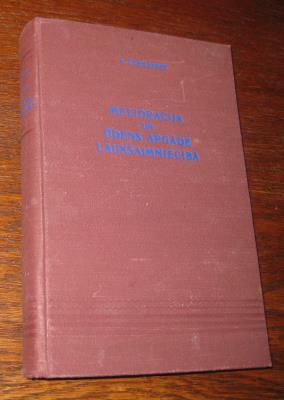 MELIORĀCIJA
UN
ŪDENS APGĀDE
LAUKSAIMNIECĪBĀ